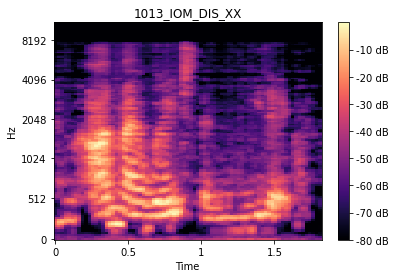 1013_IOM_DIS_XX
8192
4096
2048
1024
512
0
Hz
0
0.5
1
1.5
Time
-10 dB
-20 dB
-30 dB
-40 dB
-50 dB
-60 dB
-70 dB
-80 dB